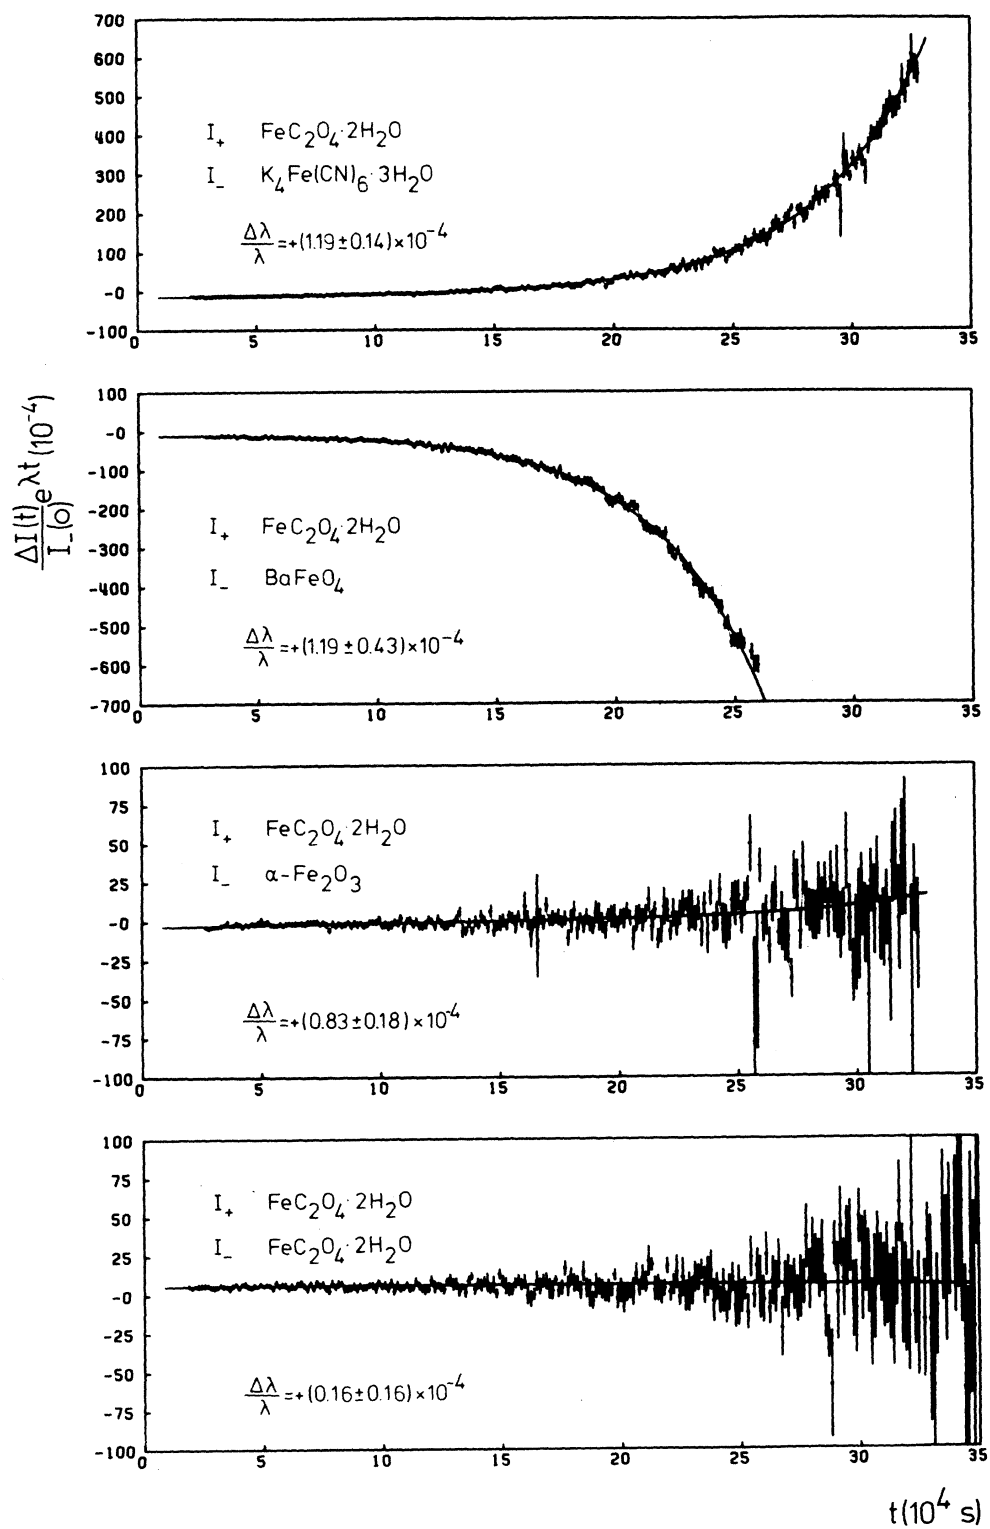 700
600
500
400
300
200
100
-0
-100
I₊ FeC₂O₄·2H₂O
I₋ K₄Fe(CN)₆·3H₂O
Δλ/λ =+(1.19±0.14)×10⁻⁴
0 5 10 15 20 25 30 35
ΔI(t)/I₋(0) e^λt (10⁻⁴)
100
-0
-100
-200
-300
-400
-500
-600
-700
I₊ FeC₂O₄·2H₂O
I₋ BaFeO₄
Δλ/λ =+(1.19±0.43)×10⁻⁴
0 5 10 15 20 25 30 35
100
75
50
25
-0
-25
-50
-75
-100
I₊ FeC₂O₄·2H₂O
I₋ α-Fe₂O₃
Δλ/λ =+(0.83±0.18)×10⁻⁴
0 5 10 15 20 25 30 35
100
75
50
25
-0
-25
-50
-75
-100
I₊ FeC₂O₄·2H₂O
I₋ FeC₂O₄·2H₂O
Δλ/λ =+(0.16±0.16)×10⁻⁴
0 5 10 15 20 25 30 35
t(10⁴ s)